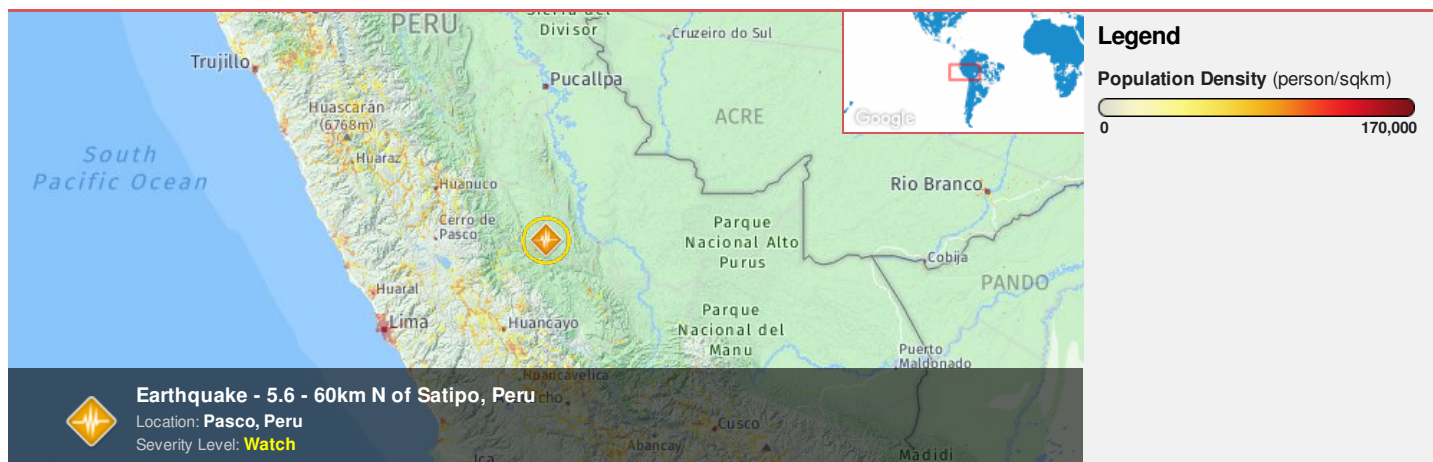 PERU
Sierra del
Divisor
Cruzeiro do Sul
Trujillo
Pucallpa
Huascarán
(6768m)
ACRE
Google
South
Pacific Ocean
Huaraz
Huanuco
Rio Branco
Cerro de
Pasco
Parque
Nacional Alto
Purus
Cobija
PANDO
Huaral
Lima
Huancayo
Parque
Nacional del
Manu
Puerto
Maldonado
Huancavelica
cho
Cusco
Abancay
Ica
Madidi
Earthquake - 5.6 - 60km N of Satipo, Peru
Location: Pasco, Peru
Severity Level: Watch
Legend
Population Density (person/sqkm)
0 170,000